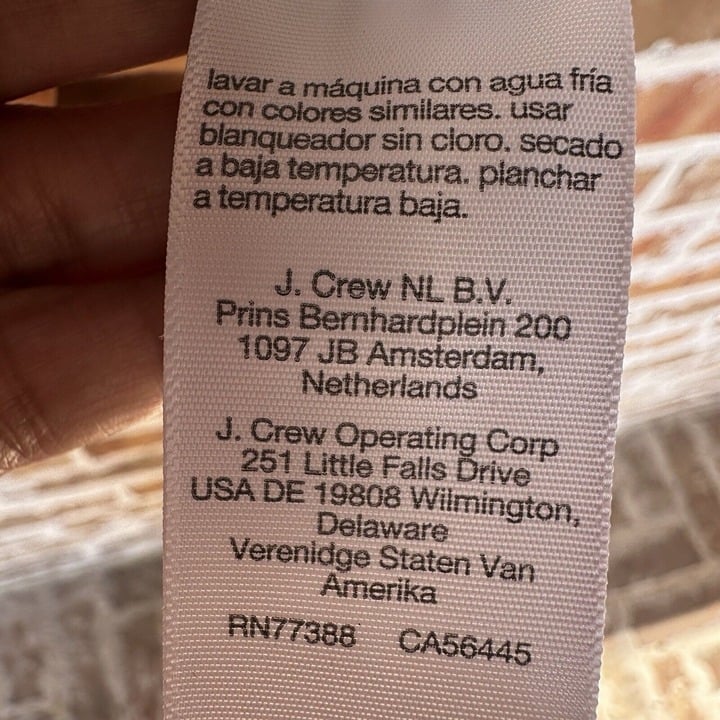 lavar a máquina con agua fría
con colores similares. usar
blanqueador sin cloro. secado
a baja temperatura. planchar
a temperatura baja.
J. Crew NL B.V.
Prins Bernhardplein 200
1097 JB Amsterdam,
Netherlands
J. Crew Operating Corp
251 Little Falls Drive
USA DE 19808 Wilmington,
Delaware
Verenidge Staten Van
Amerika
RN77388 CA56445